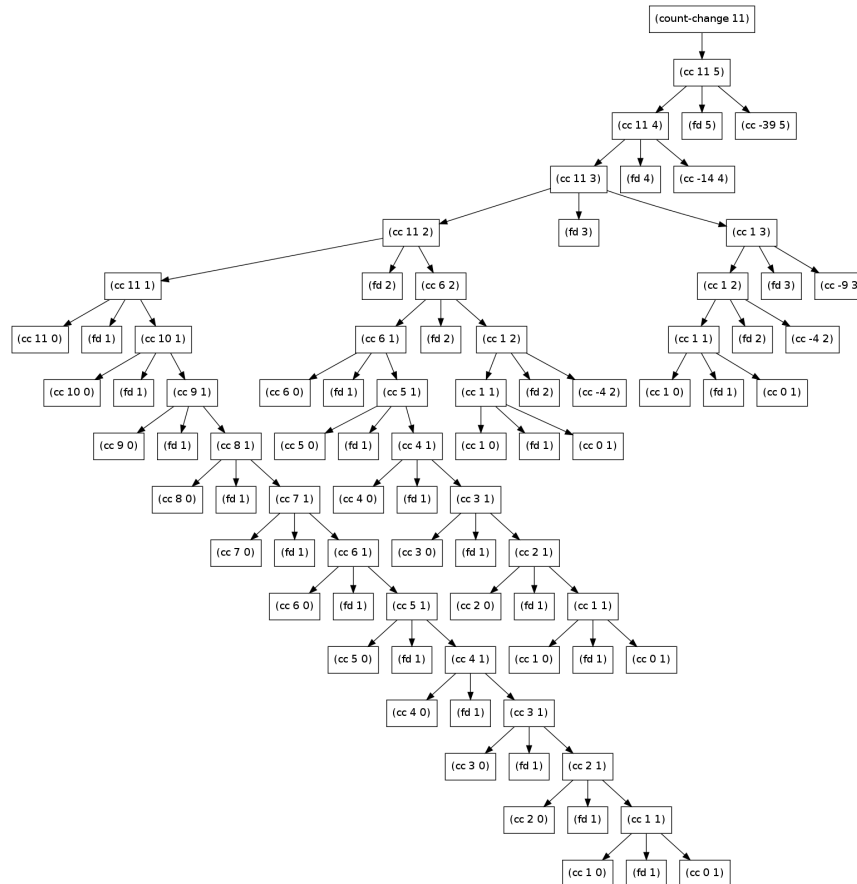 (count-change 11)
(cc 11 5)
(cc 11 4) (fd 5) (cc -39 5)
(cc 11 3) (fd 4) (cc -14 4)
(cc 11 2) (fd 3) (cc 1 3)
(cc 11 1) (fd 2) (cc 6 2) (cc 1 2) (fd 3) (cc -9 3
(cc 11 0) (fd 1) (cc 10 1) (cc 6 1) (fd 2) (cc 1 2) (cc 1 1) (fd 2) (cc -4 2)
(cc 10 0) (fd 1) (cc 9 1) (cc 6 0) (fd 1) (cc 5 1) (cc 1 1) (fd 2) (cc -4 2) (cc 1 0) (fd 1) (cc 0 1)
(cc 9 0) (fd 1) (cc 8 1) (cc 5 0) (fd 1) (cc 4 1) (cc 1 0) (fd 1) (cc 0 1)
(cc 8 0) (fd 1) (cc 7 1) (cc 4 0) (fd 1) (cc 3 1)
(cc 7 0) (fd 1) (cc 6 1) (cc 3 0) (fd 1) (cc 2 1)
(cc 6 0) (fd 1) (cc 5 1) (cc 2 0) (fd 1) (cc 1 1)
(cc 5 0) (fd 1) (cc 4 1) (cc 1 0) (fd 1) (cc 0 1)
(cc 4 0) (fd 1) (cc 3 1)
(cc 3 0) (fd 1) (cc 2 1)
(cc 2 0) (fd 1) (cc 1 1)
(cc 1 0) (fd 1) (cc 0 1)